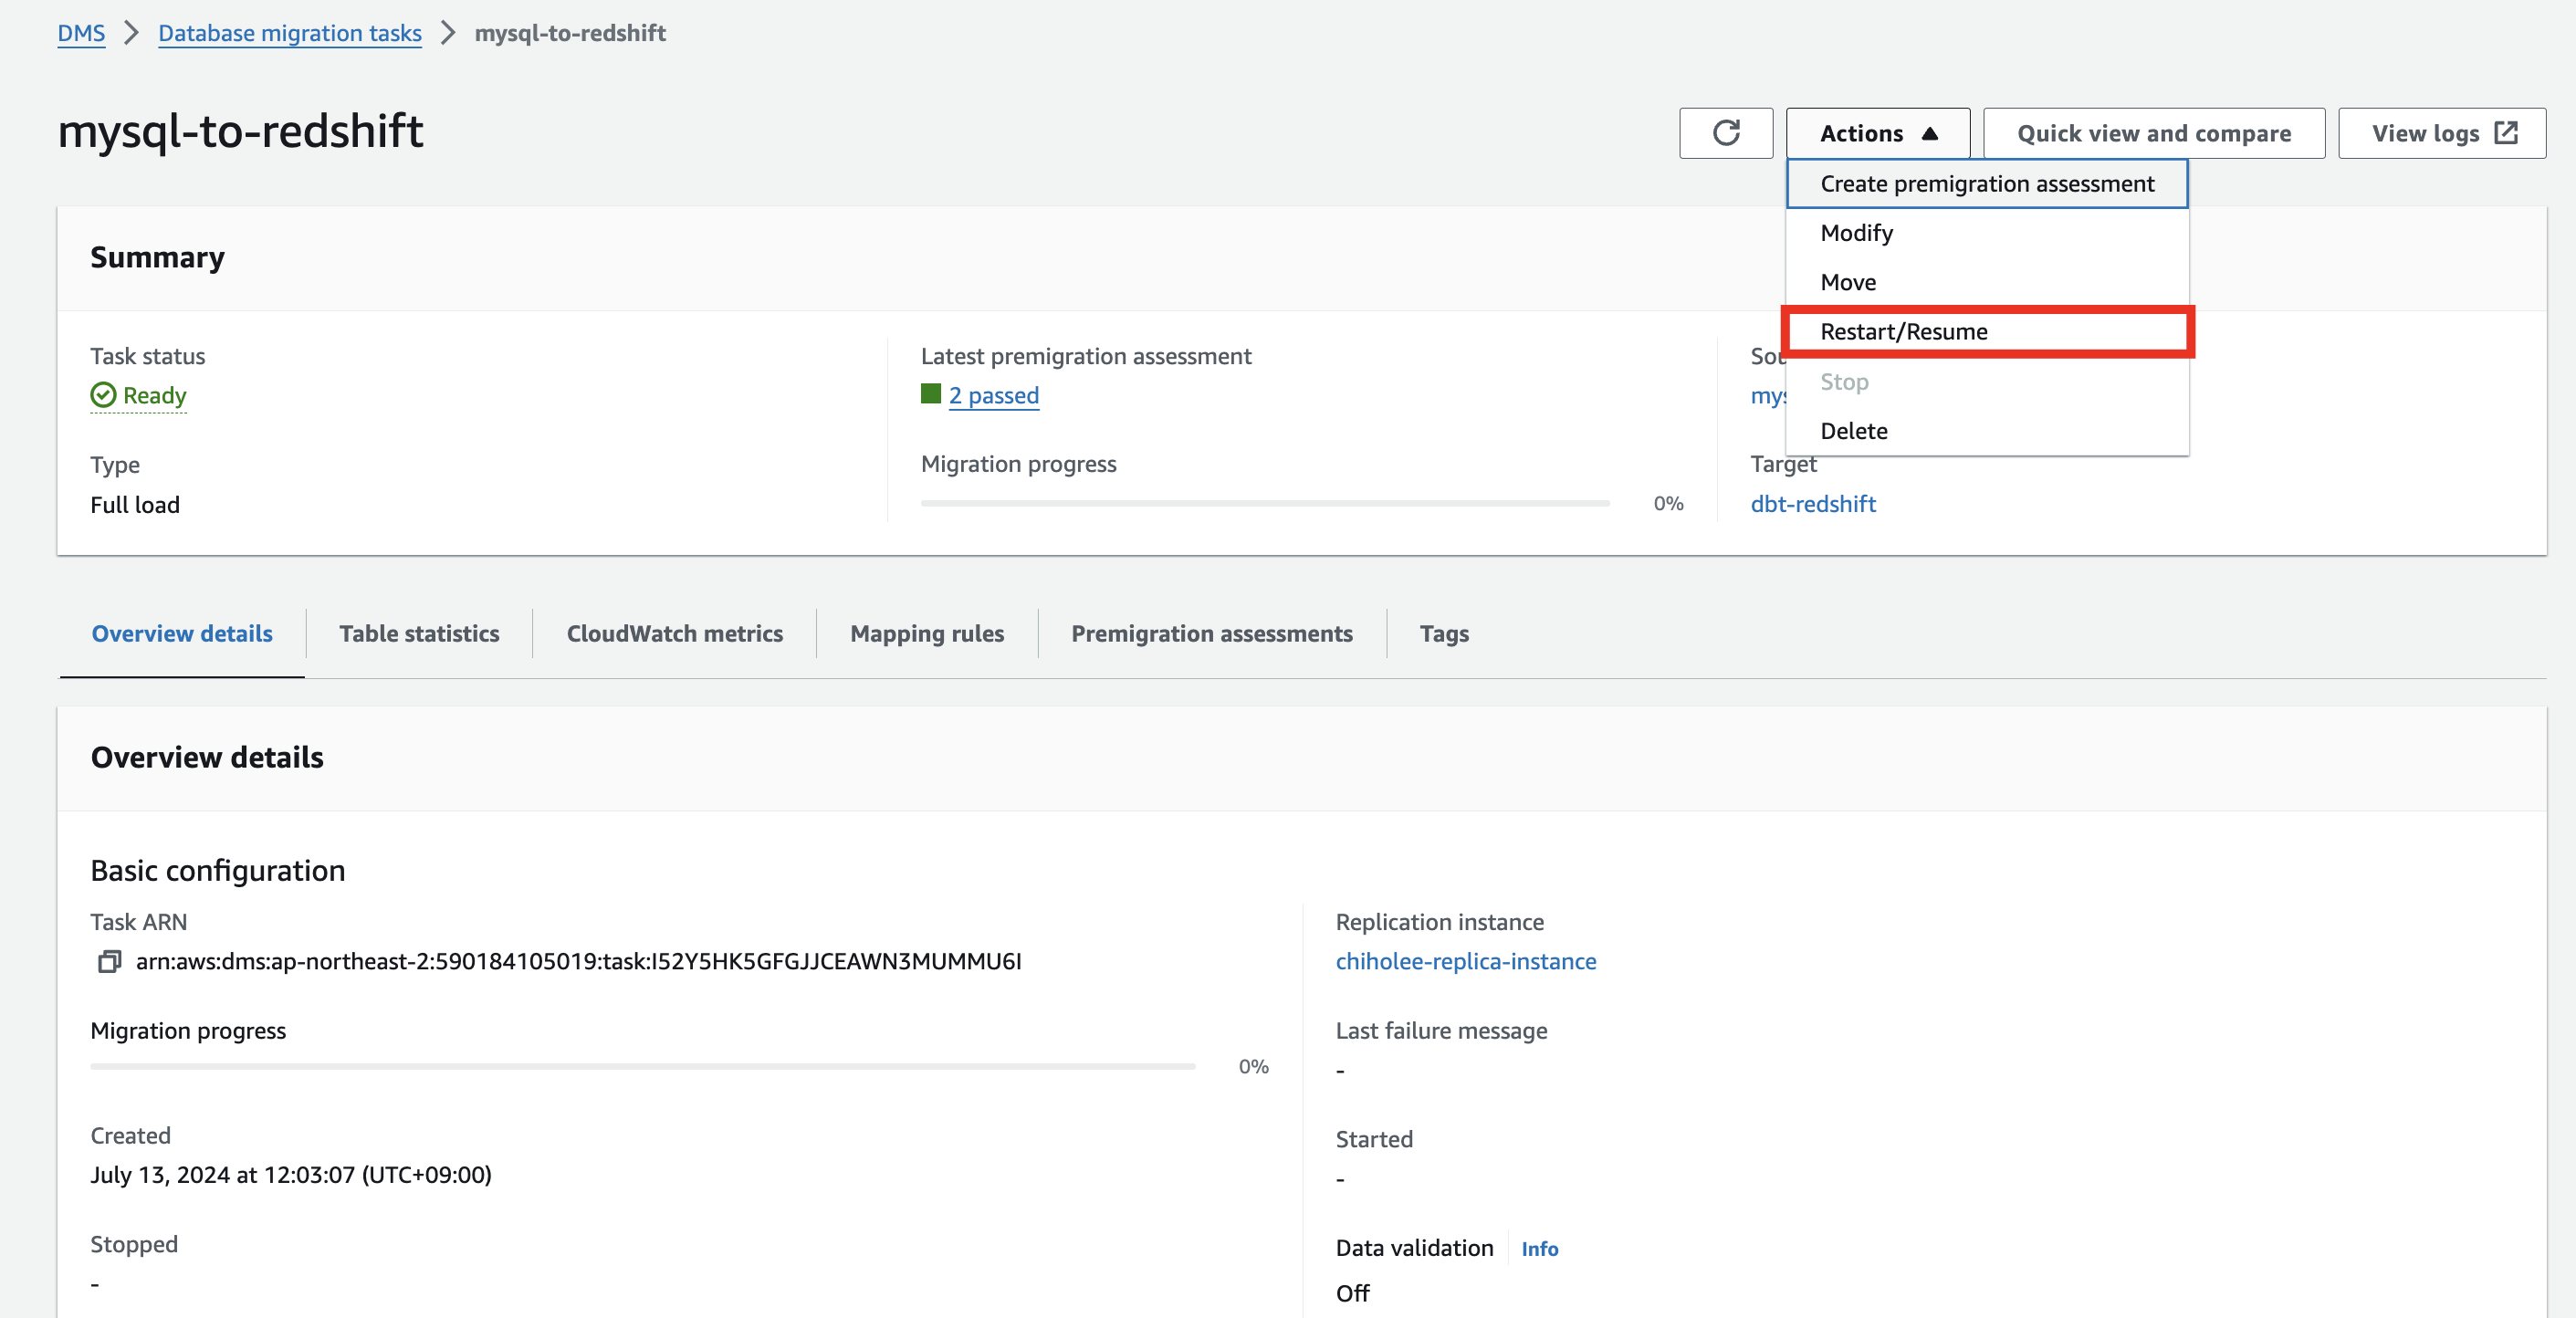 DMS > Database migration tasks > mysql-to-redshift
mysql-to-redshift
Actions
Quick view and compare
View logs
Create premigration assessment
Modify
Move
Restart/Resume
Stop
Delete
Summary
Task status
Ready
Type
Full load
Latest premigration assessment
2 passed
Migration progress
0%
Target
dbt-redshift
Overview details
Table statistics
CloudWatch metrics
Mapping rules
Premigration assessments
Tags
Overview details
Basic configuration
Task ARN
arn:aws:dms:ap-northeast-2:590184105019:task:I52Y5HK5GFGJJCEAWN3MUMMU6I
Migration progress
0%
Created
July 13, 2024 at 12:03:07 (UTC+09:00)
Stopped
-
Replication instance
chiholee-replica-instance
Last failure message
-
Started
-
Data validation
Info
Off